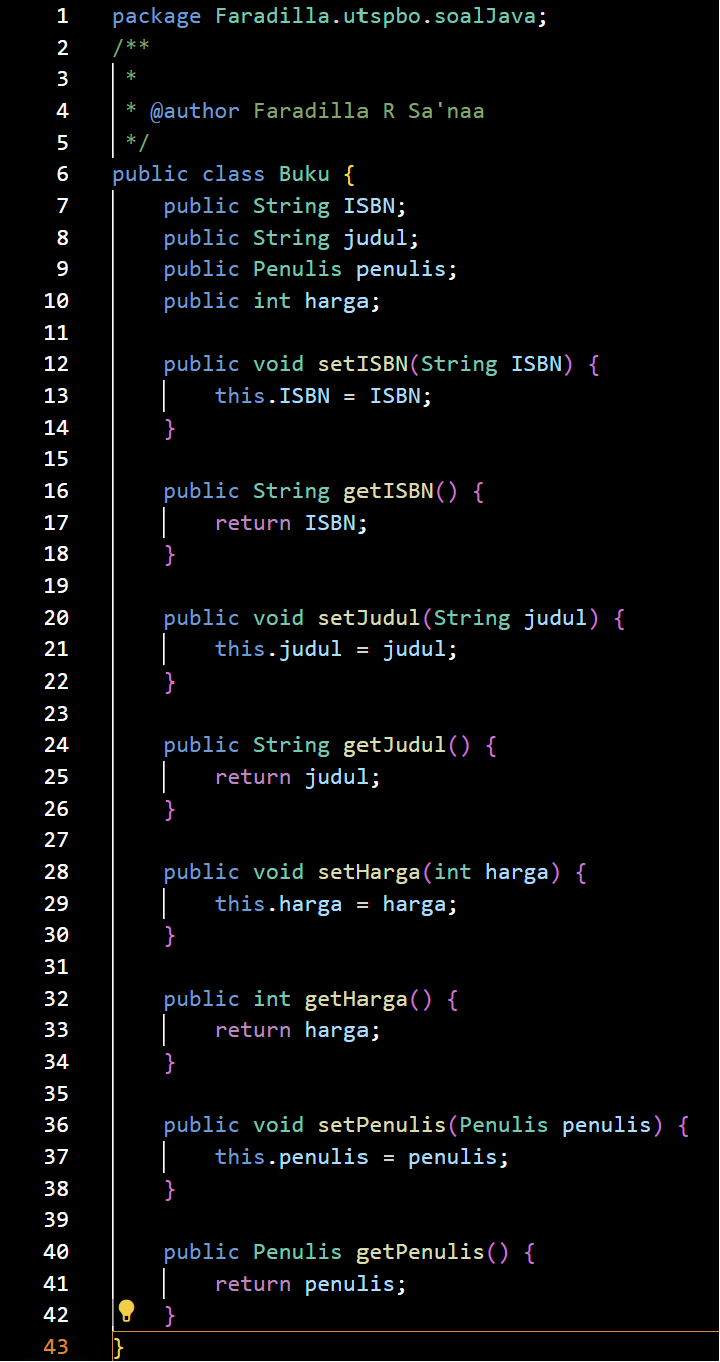 1 package Faradilla.utspbo.soalJava;
2 /**
3  *
4  * @author Faradilla R Sa'naa
5  */
6 public class Buku {
7     public String ISBN;
8     public String judul;
9     public Penulis penulis;
10     public int harga;
11
12     public void setISBN(String ISBN) {
13         this.ISBN = ISBN;
14     }
15
16     public String getISBN() {
17         return ISBN;
18     }
19
20     public void setJudul(String judul) {
21         this.judul = judul;
22     }
23
24     public String getJudul() {
25         return judul;
26     }
27
28     public void setHarga(int harga) {
29         this.harga = harga;
30     }
31
32     public int getHarga() {
33         return harga;
34     }
35
36     public void setPenulis(Penulis penulis) {
37         this.penulis = penulis;
38     }
39
40     public Penulis getPenulis() {
41         return penulis;
42     }
43 }